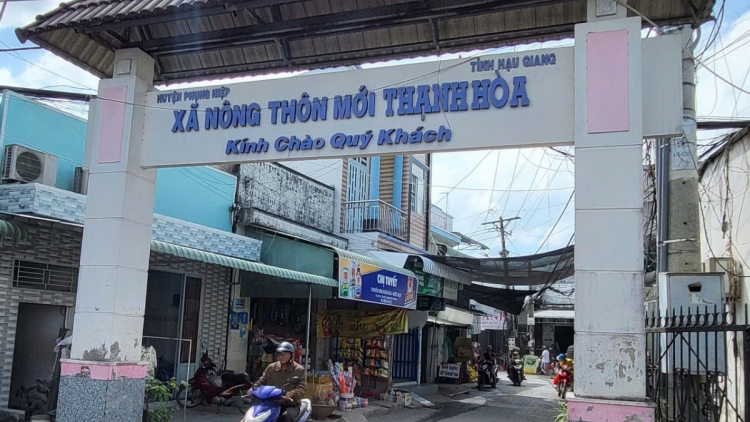 HUYỆN PHỤNG HIỆP
TỈNH HẬU GIANG
XÃ NÔNG THÔN MỚI THẠNH HÒA
Kính Chào Quý Khách
CHỊ TUYẾT